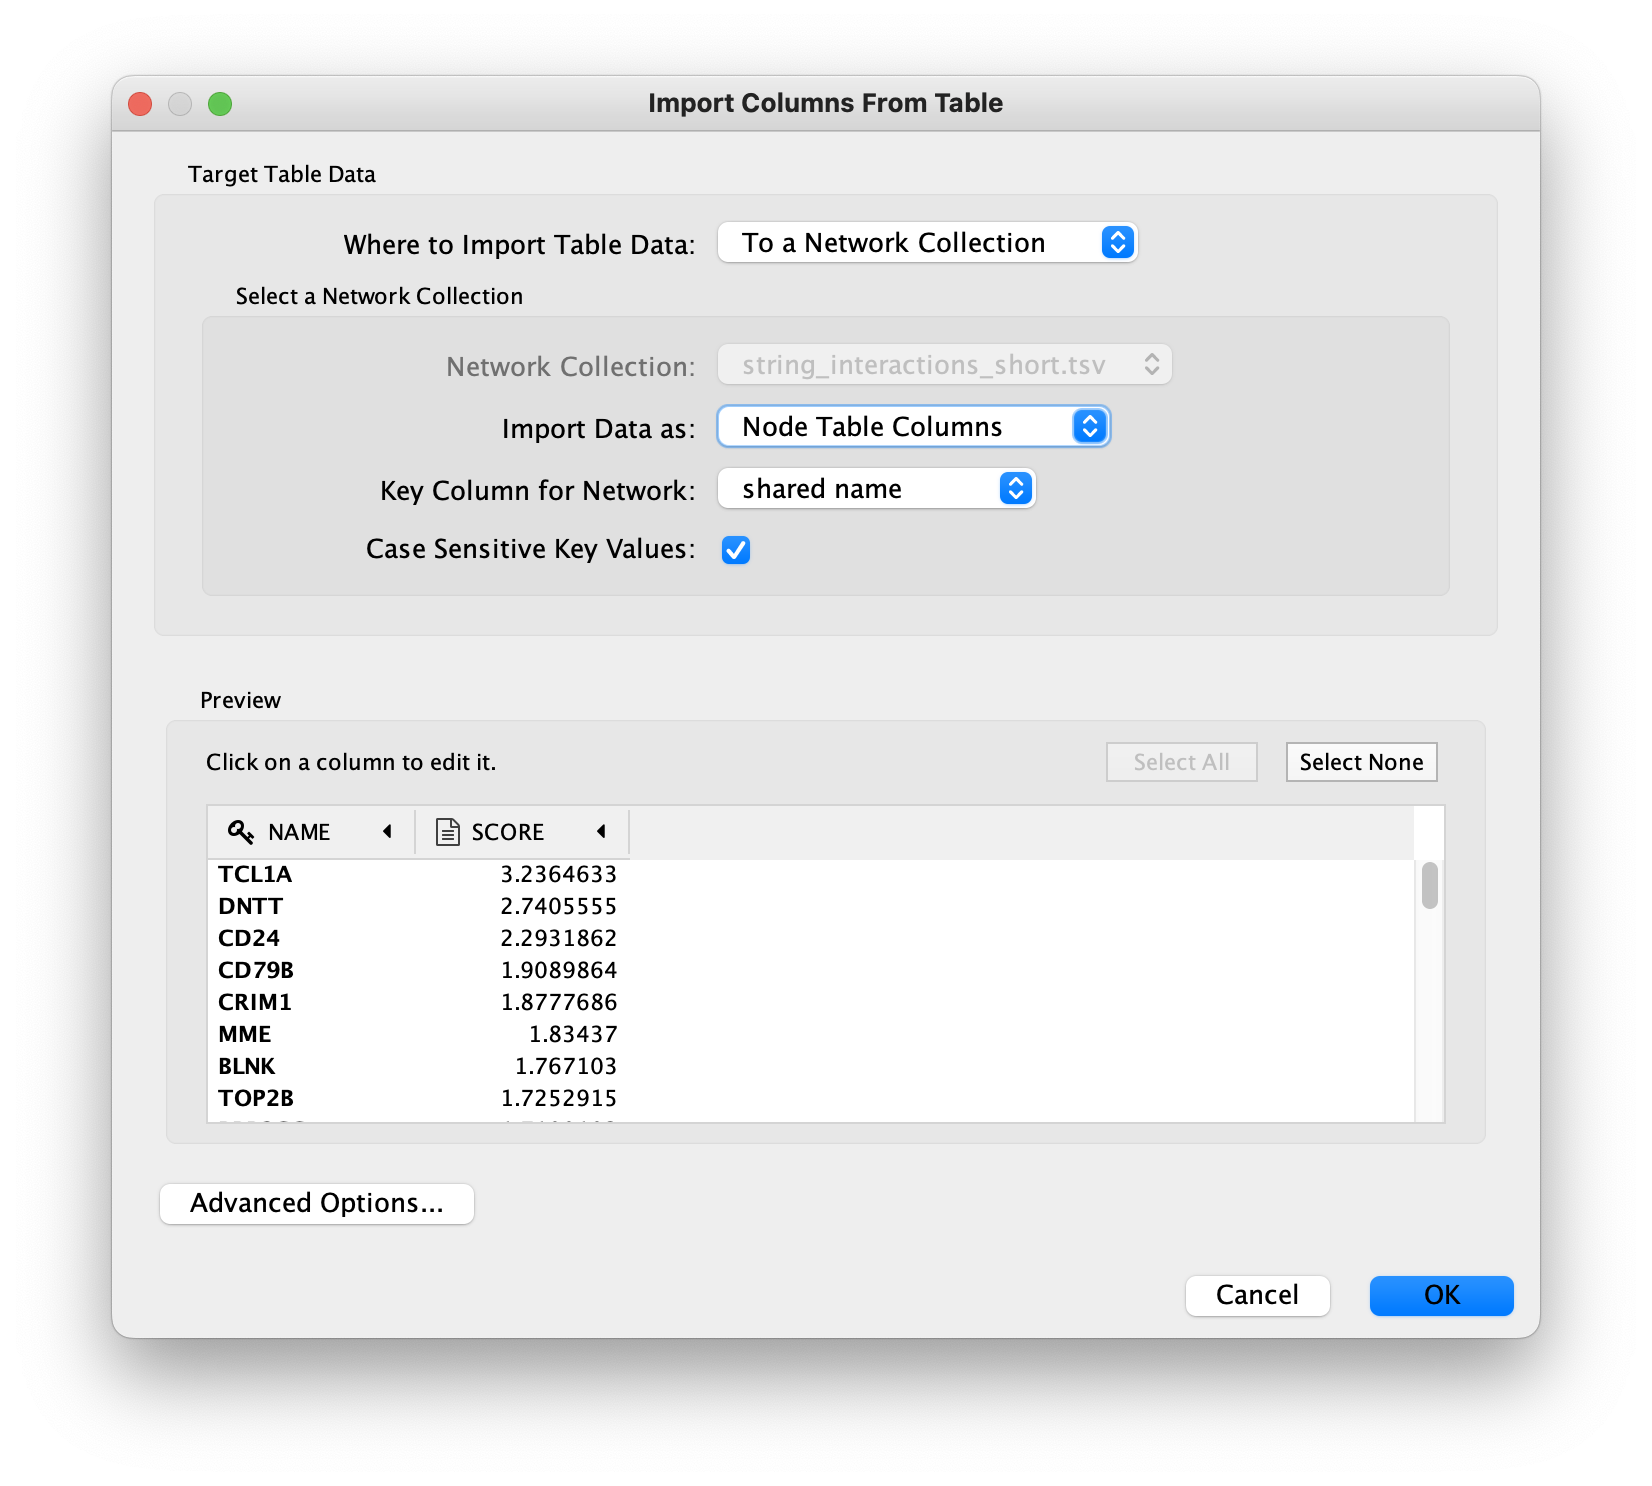 Import Columns From Table
Target Table Data
Where to Import Table Data: To a Network Collection
Select a Network Collection
Network Collection: string_interactions_short.tsv
Import Data as: Node Table Columns
Key Column for Network: shared name
Case Sensitive Key Values:
Preview
Click on a column to edit it. Select All Select None
NAME SCORE
TCL1A 3.2364633
DNTT 2.7405555
CD24 2.2931862
CD79B 1.9089864
CRIM1 1.8777686
MME 1.83437
BLNK 1.767103
TOP2B 1.7252915
Advanced Options...
Cancel OK